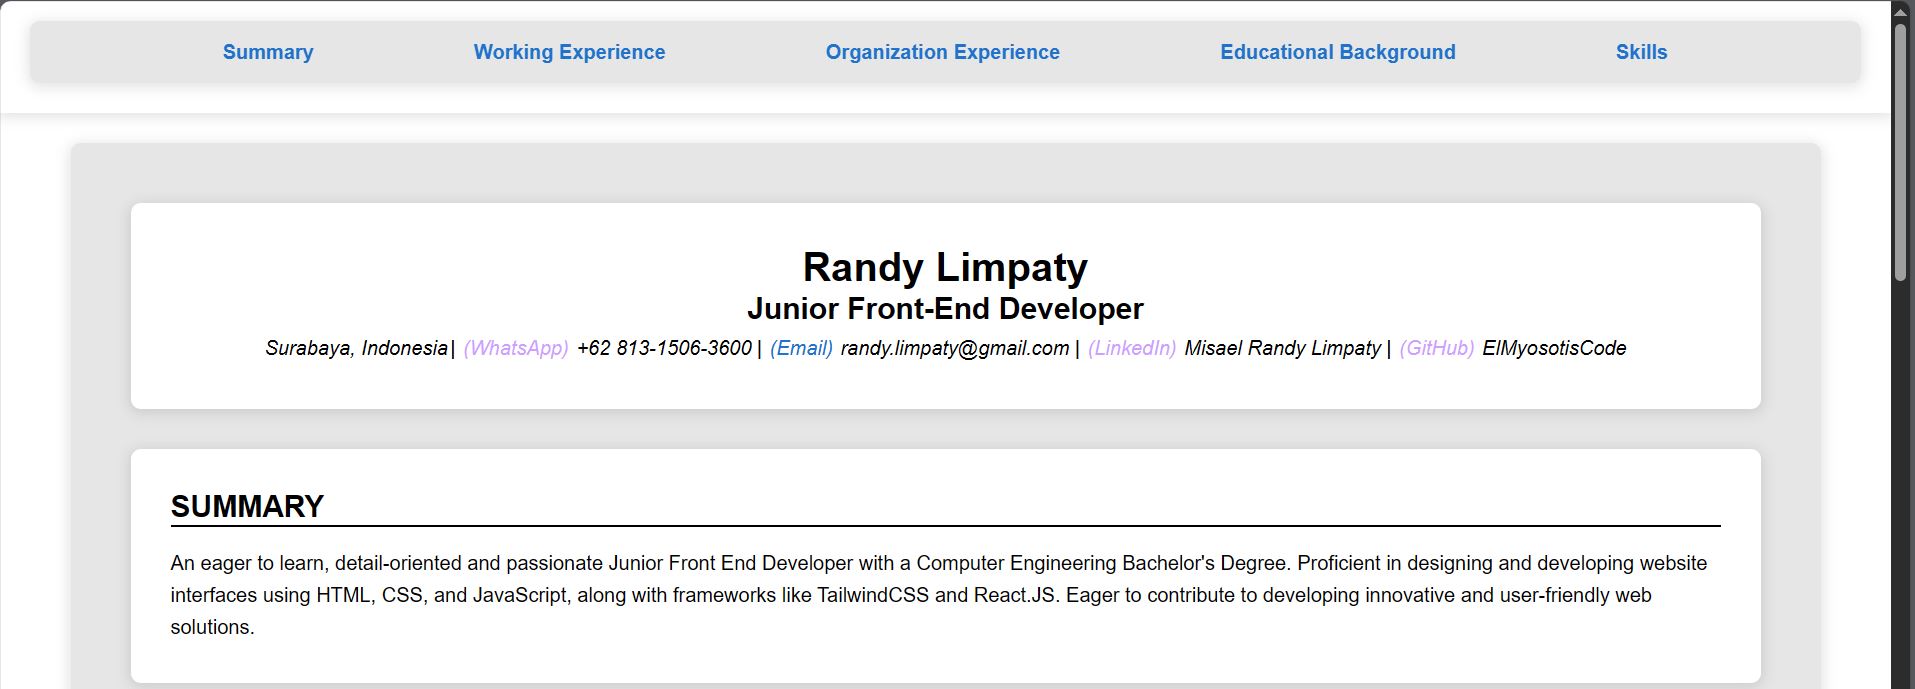 Summary Working Experience Organization Experience Educational Background Skills
Randy Limpaty
Junior Front-End Developer
Surabaya, Indonesia| (WhatsApp) +62 813-1506-3600 | (Email) randy.limpaty@gmail.com | (LinkedIn) Misael Randy Limpaty | (GitHub) ElMyosotisCode
SUMMARY
An eager to learn, detail-oriented and passionate Junior Front End Developer with a Computer Engineering Bachelor's Degree. Proficient in designing and developing website
interfaces using HTML, CSS, and JavaScript, along with frameworks like TailwindCSS and React.JS. Eager to contribute to developing innovative and user-friendly web
solutions.